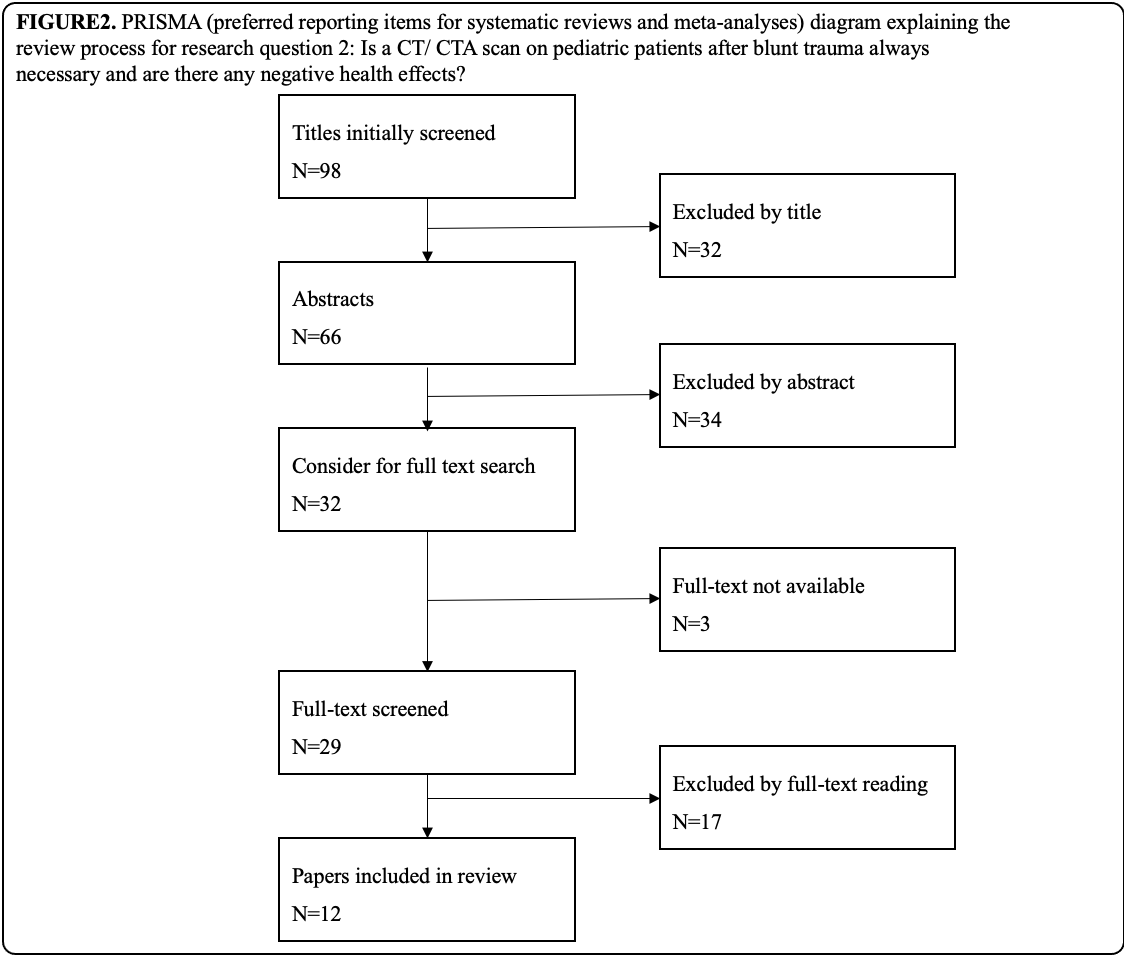 FIGURE2. PRISMA (preferred reporting items for systematic reviews and meta-analyses) diagram explaining the
review process for research question 2: Is a CT/ CTA scan on pediatric patients after blunt trauma always
necessary and are there any negative health effects?
Titles initially screened
N=98
Excluded by title
N=32
Abstracts
N=66
Excluded by abstract
N=34
Consider for full text search
N=32
Full-text not available
N=3
Full-text screened
N=29
Excluded by full-text reading
N=17
Papers included in review
N=12